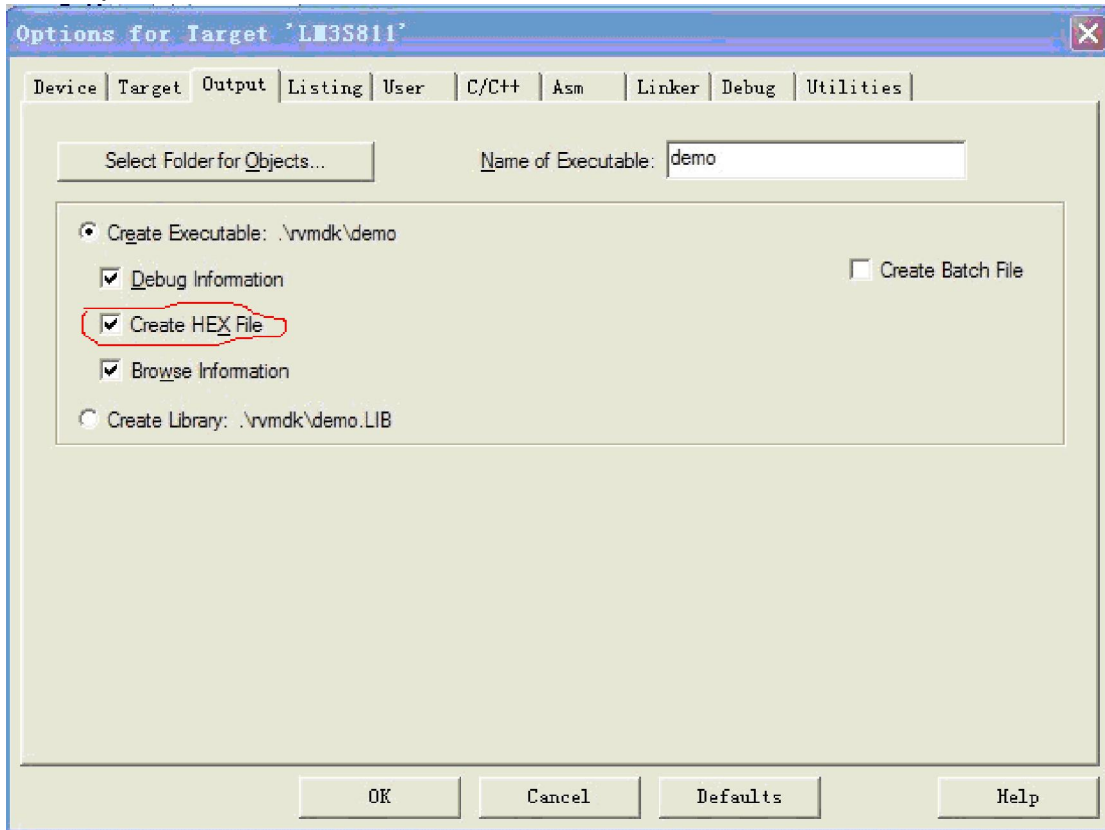 Options for Target 'LM3S811'
Device Target Output Listing User C/C++ Asm Linker Debug Utilities
Select Folder for Objects... Name of Executable: demo
Create Executable: .\rvmdk\demo
Debug Information Create Batch File
Create HEX File
Browse Information
Create Library: .\rvmdk\demo.LIB
OK Cancel Defaults Help